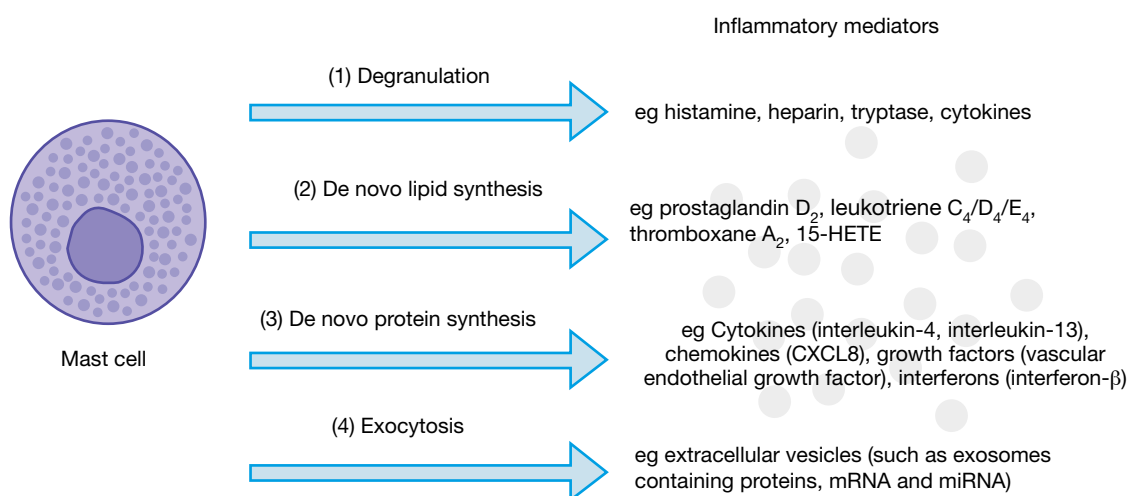 Inflammatory mediators
(1) Degranulation
eg histamine, heparin, tryptase, cytokines
(2) De novo lipid synthesis
eg prostaglandin D₂, leukotriene C₄/D₄/E₄,
thromboxane A₂, 15-HETE
(3) De novo protein synthesis
eg Cytokines (interleukin-4, interleukin-13),
chemokines (CXCL8), growth factors (vascular
endothelial growth factor), interferons (interferon-β)
Mast cell
(4) Exocytosis
eg extracellular vesicles (such as exosomes
containing proteins, mRNA and miRNA)